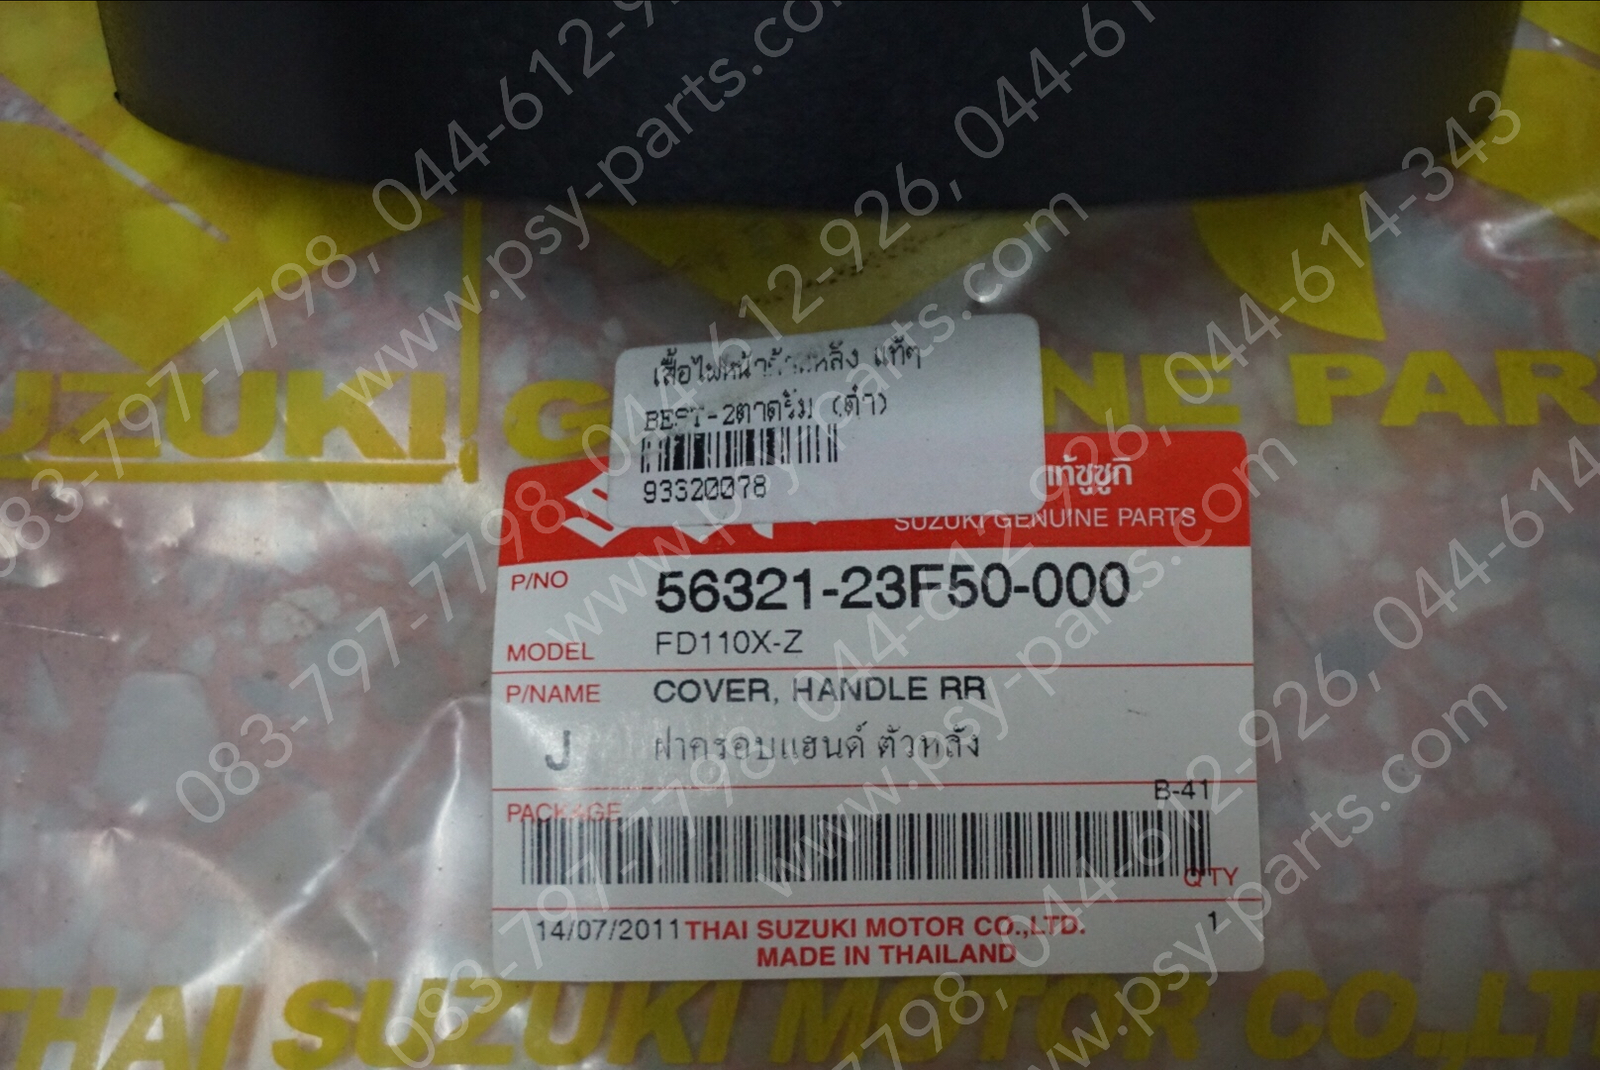 SUZUKI GENUINE PAR
เสื้อไฟหน้าด้านหลัง แท้ๆ
BEST-2ตาดรัม (ดำ)
93320078
แท้ซูซูกิ
SUZUKI GENUINE PARTS
P/NO 56321-23F50-000
MODEL FD110X-Z
P/NAME COVER, HANDLE RR
J ฝาครอบแฮนด์ ตัวหลัง
B-41
PACKAGE
Q'TY
14/07/2011 THAI SUZUKI MOTOR CO.,LTD. 1
MADE IN THAILAND
THAI SUZUKI MOTOR CO.,LT
083-797-7798, 044-612-926, 044-614-343
www.psy-parts.com